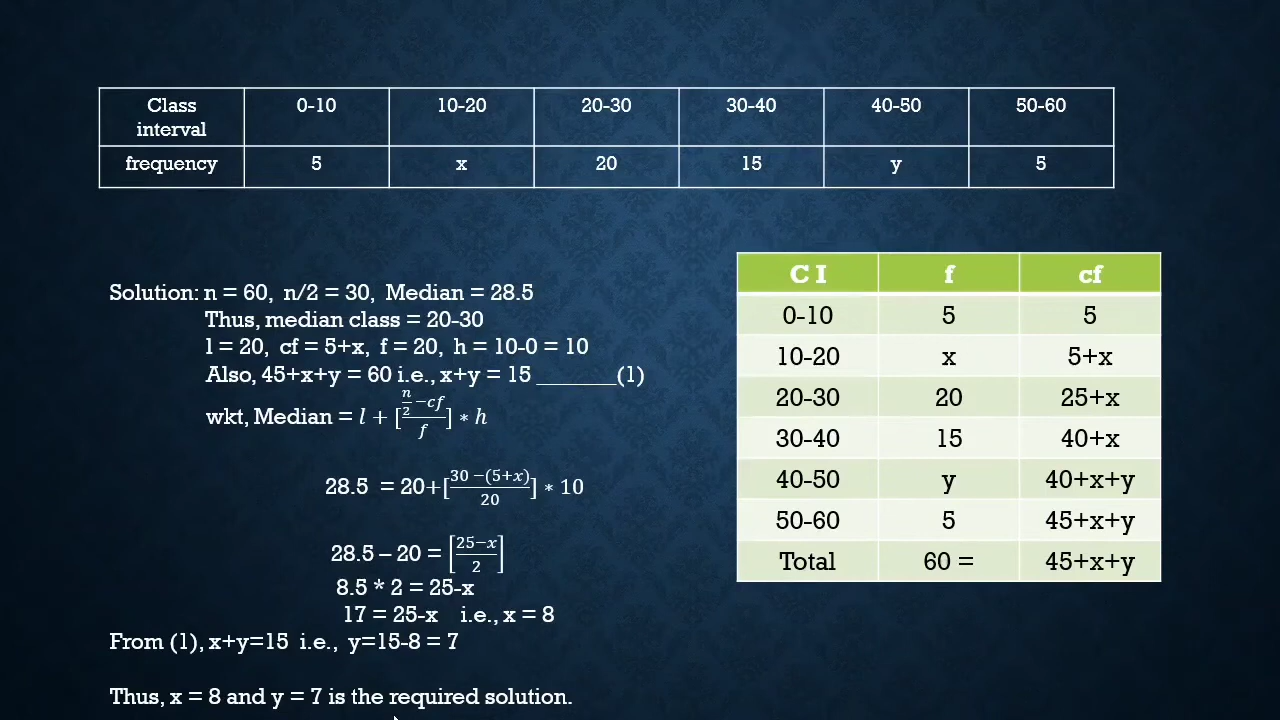 Class interval 0-10 10-20 20-30 30-40 40-50 50-60
frequency 5 x 20 15 y 5
Solution: n = 60, n/2 = 30, Median = 28.5
Thus, median class = 20-30
l = 20, cf = 5+x, f = 20, h = 10-0 = 10
Also, 45+x+y = 60 i.e., x+y = 15 _______(1)
wkt, Median = l + [(n/2 −cf)/f] ∗ h
28.5 = 20+[(30 −(5+x))/20] ∗ 10
28.5 – 20 = [(25−x)/2]
8.5 * 2 = 25-x
17 = 25-x i.e., x = 8
From (1), x+y=15 i.e., y=15-8 = 7
Thus, x = 8 and y = 7 is the required solution.
C I f cf
0-10 5 5
10-20 x 5+x
20-30 20 25+x
30-40 15 40+x
40-50 y 40+x+y
50-60 5 45+x+y
Total 60 = 45+x+y